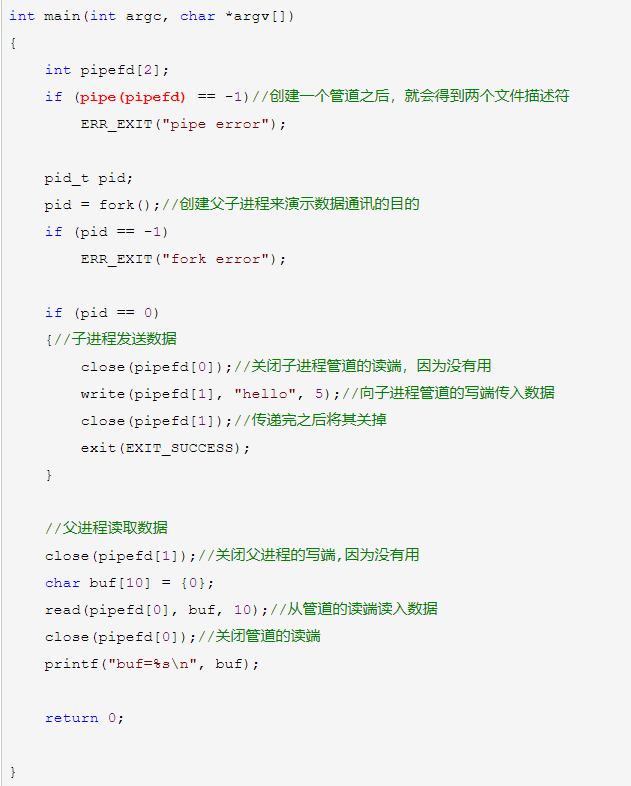 int main(int argc, char *argv[])
{
    int pipefd[2];
    if (pipe(pipefd) == -1)//创建一个管道之后，就会得到两个文件描述符
        ERR_EXIT("pipe error");

    pid_t pid;
    pid = fork();//创建父子进程来演示数据通讯的目的
    if (pid == -1)
        ERR_EXIT("fork error");

    if (pid == 0)
    {//子进程发送数据
        close(pipefd[0]);//关闭子进程管道的读端，因为没有用
        write(pipefd[1], "hello", 5);//向子进程管道的写端传入数据
        close(pipefd[1]);//传递完之后将其关掉
        exit(EXIT_SUCCESS);
    }

    //父进程读取数据
    close(pipefd[1]);//关闭父进程的写端,因为没有用
    char buf[10] = {0};
    read(pipefd[0], buf, 10);//从管道的读端读入数据
    close(pipefd[0]);//关闭管道的读端
    printf("buf=%s\n", buf);

    return 0;

}